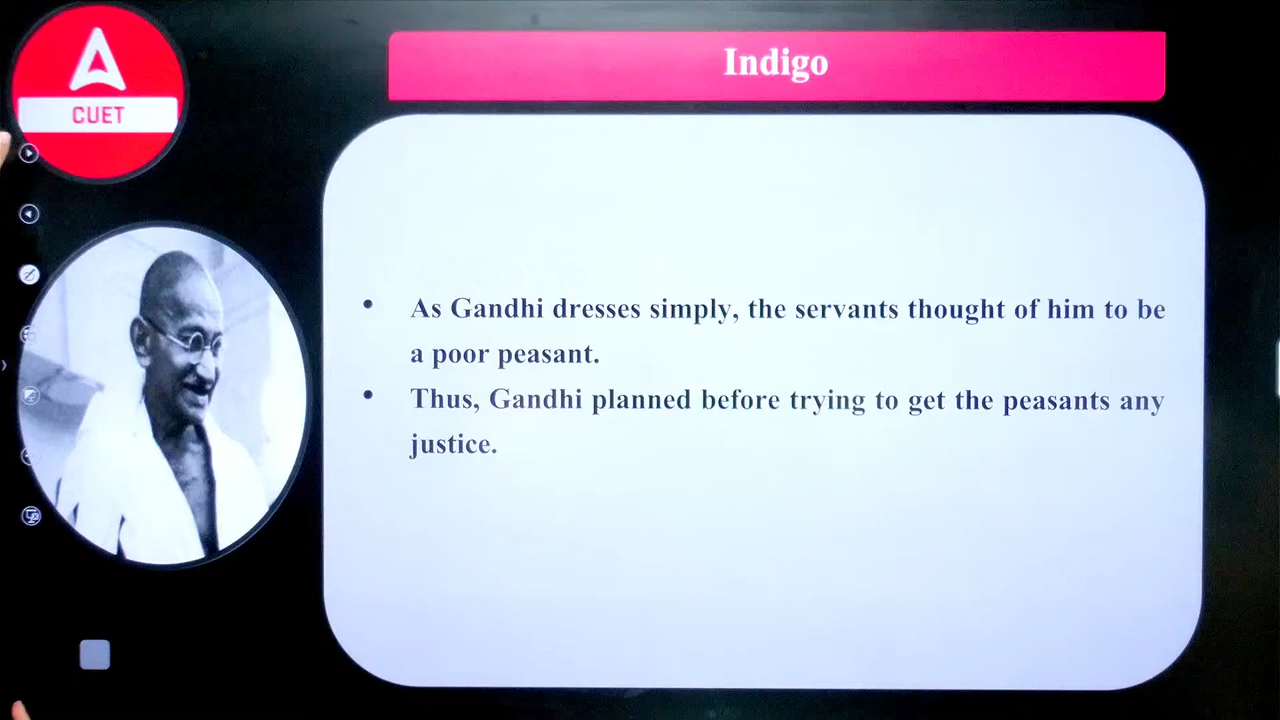 CUET
Indigo
• As Gandhi dresses simply, the servants thought of him to be
a poor peasant.
• Thus, Gandhi planned before trying to get the peasants any
justice.